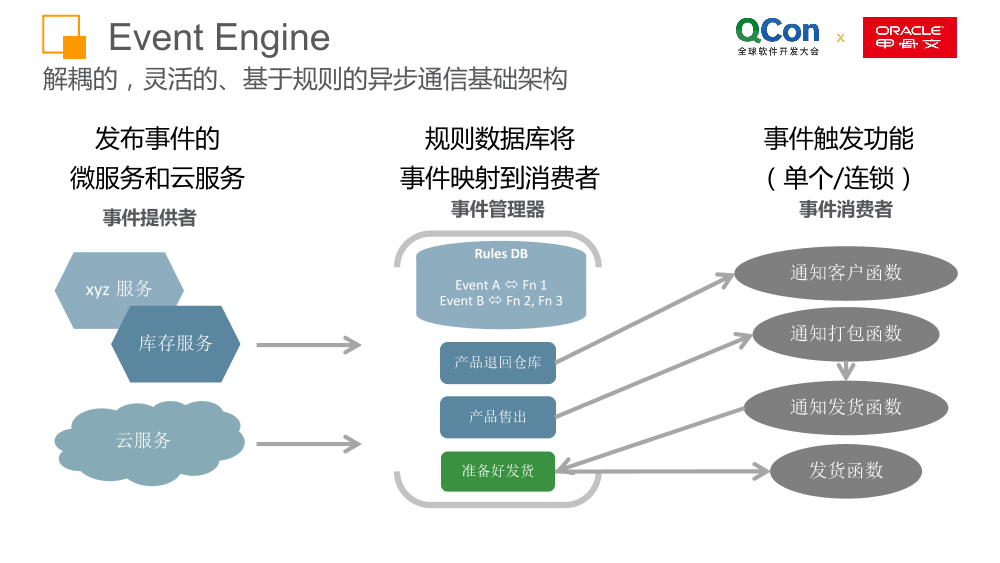 Event Engine
QCon
全球软件开发大会
x
ORACLE
甲骨文
解耦的，灵活的、基于规则的异步通信基础架构
发布事件的
微服务和云服务
事件提供者
xyz 服务
库存服务
云服务
规则数据库将
事件映射到消费者
事件管理器
Rules DB
Event A ⬄ Fn 1
Event B ⬄ Fn 2, Fn 3
产品退回仓库
产品售出
准备好发货
事件触发功能
（单个/连锁）
事件消费者
通知客户函数
通知打包函数
通知发货函数
发货函数